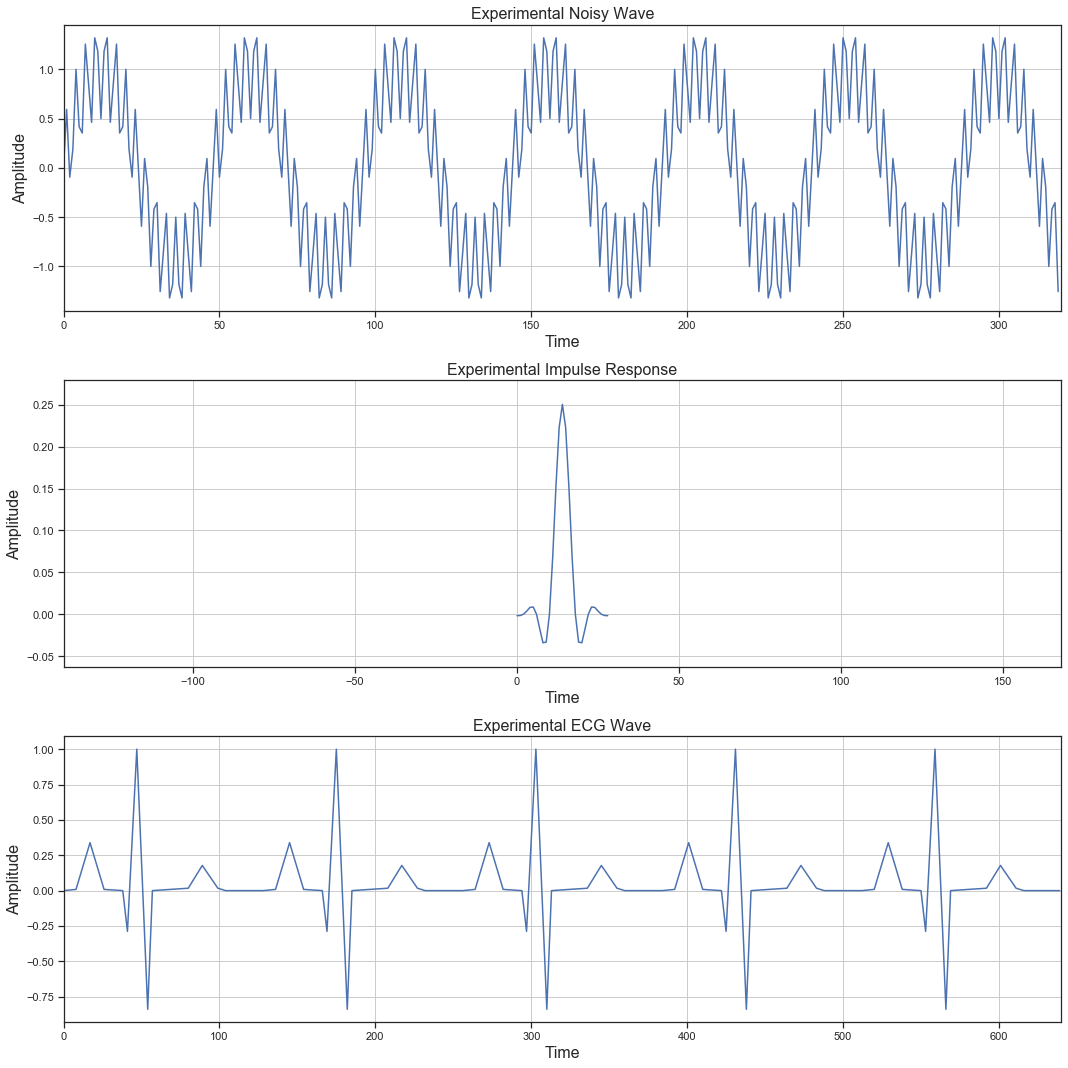 Experimental Noisy Wave
Amplitude
1.0
0.5
0.0
−0.5
−1.0
0 50 100 150 200 250 300
Time
Experimental Impulse Response
Amplitude
0.25
0.20
0.15
0.10
0.05
0.00
−0.05
−100 −50 0 50 100 150
Time
Experimental ECG Wave
Amplitude
1.00
0.75
0.50
0.25
0.00
−0.25
−0.50
−0.75
0 100 200 300 400 500 600
Time